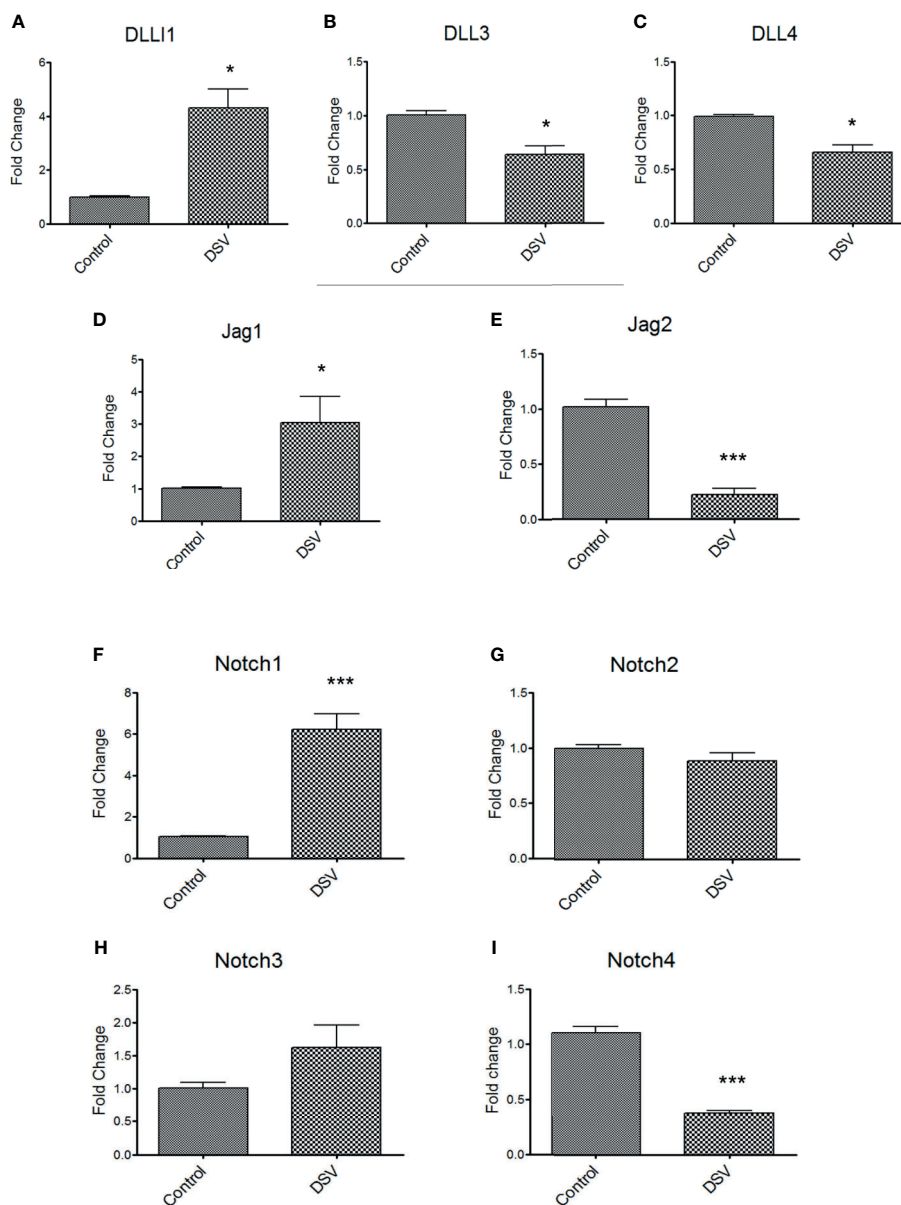 A
DLLI1
Fold Change
6
4
2
0
*
Control
DSV
B
DLL3
Fold Change
1.5
1.0
0.5
0.0
*
Control
DSV
C
DLL4
Fold Change
1.5
1.0
0.5
0.0
*
Control
DSV
D
Jag1
Fold Change
5
4
3
2
1
0
*
Control
DSV
E
Jag2
Fold Change
1.5
1.0
0.5
0.0
***
Control
DSV
F
Notch1
Fold Change
8
6
4
2
0
***
Control
DSV
G
Notch2
Fold Change
1.5
1.0
0.5
0.0
Control
DSV
H
Notch3
Fold Change
2.5
2.0
1.5
1.0
0.5
0.0
Control
DSV
I
Notch4
Fold change
1.5
1.0
0.5
0.0
***
Control
DSV